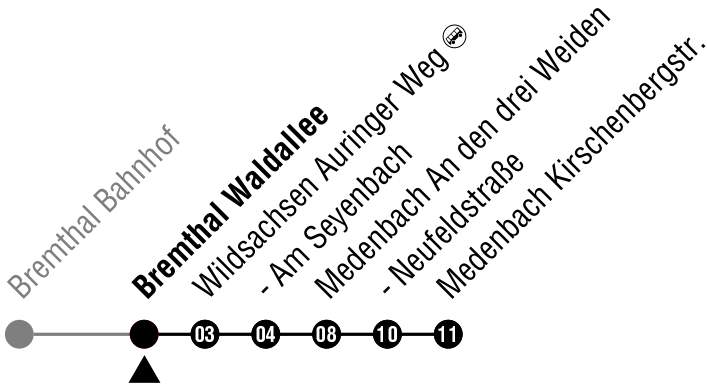 Bremthal Bahnhof
Bremthal Waldallee
Wildsachsen Auringer Weg
- Am Seyenbach
Medenbach An den drei Weiden
- Neufeldstraße
Medenbach Kirschenbergstr.
03 04 08 10 11